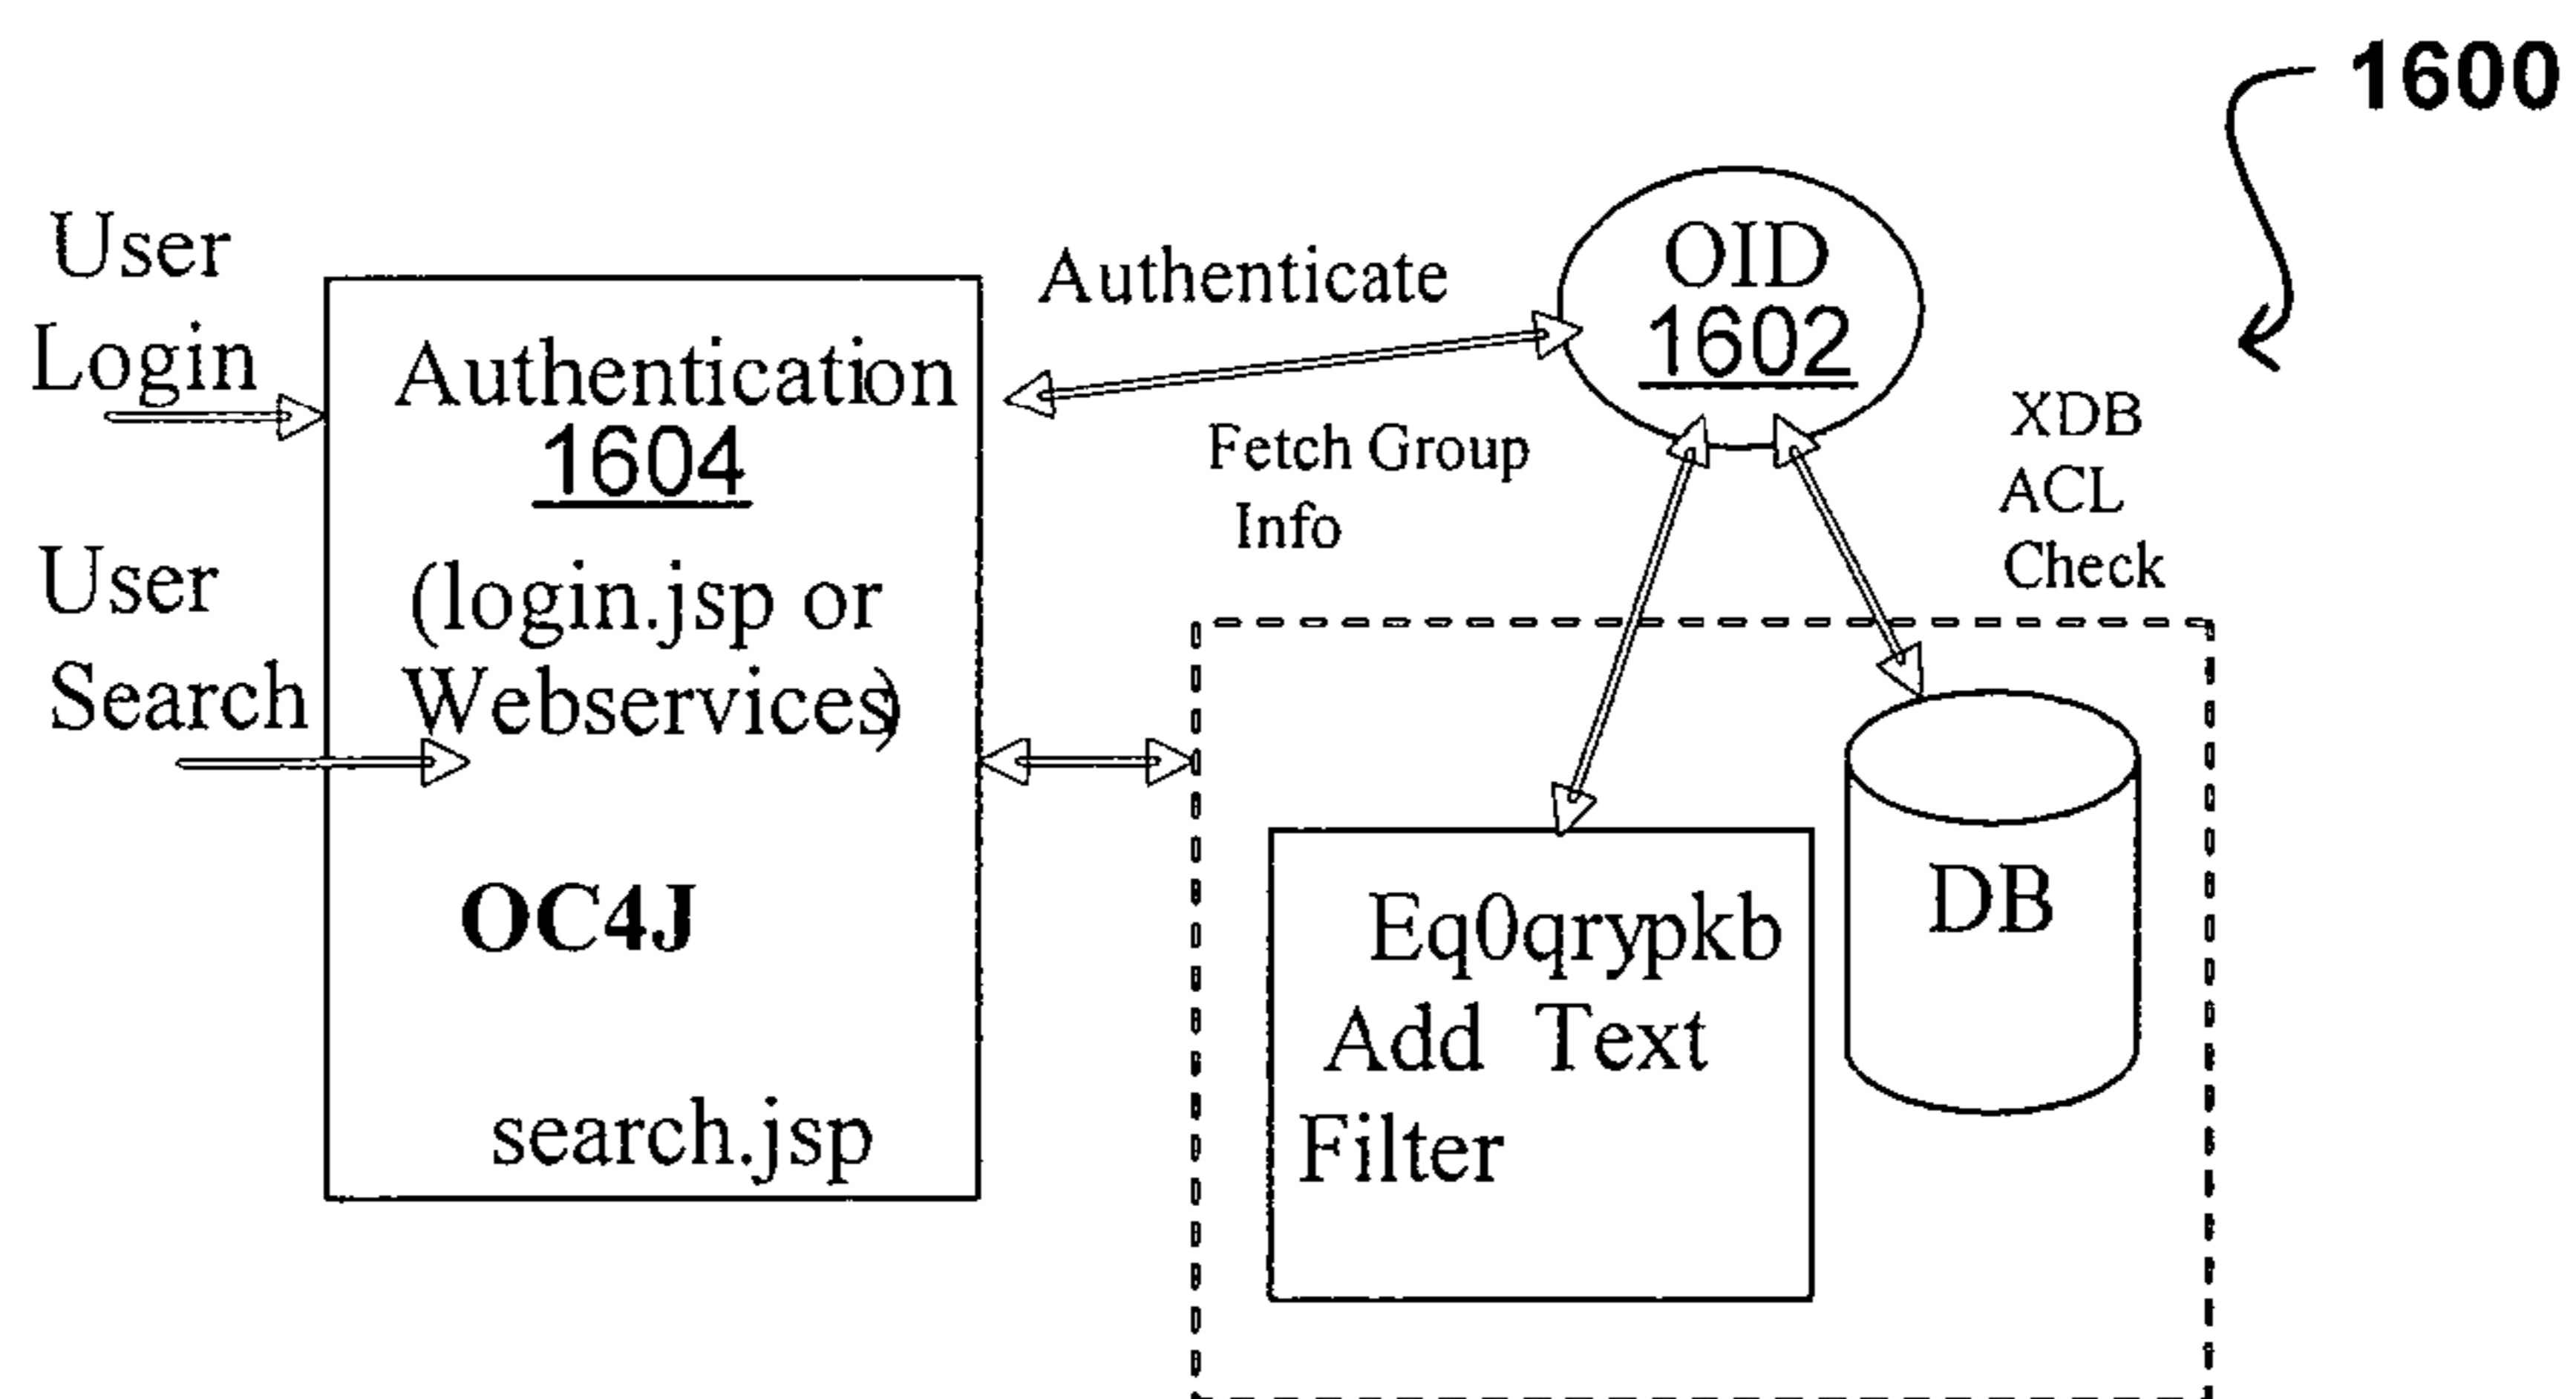 1600
User
Login
User
Search
Authentication
1604
(login.jsp or
Webservices)
OC4J
search.jsp
Authenticate
OID
1602
Fetch Group
Info
XDB
ACL
Check
Eq0qrypkb
Add Text
Filter
DB